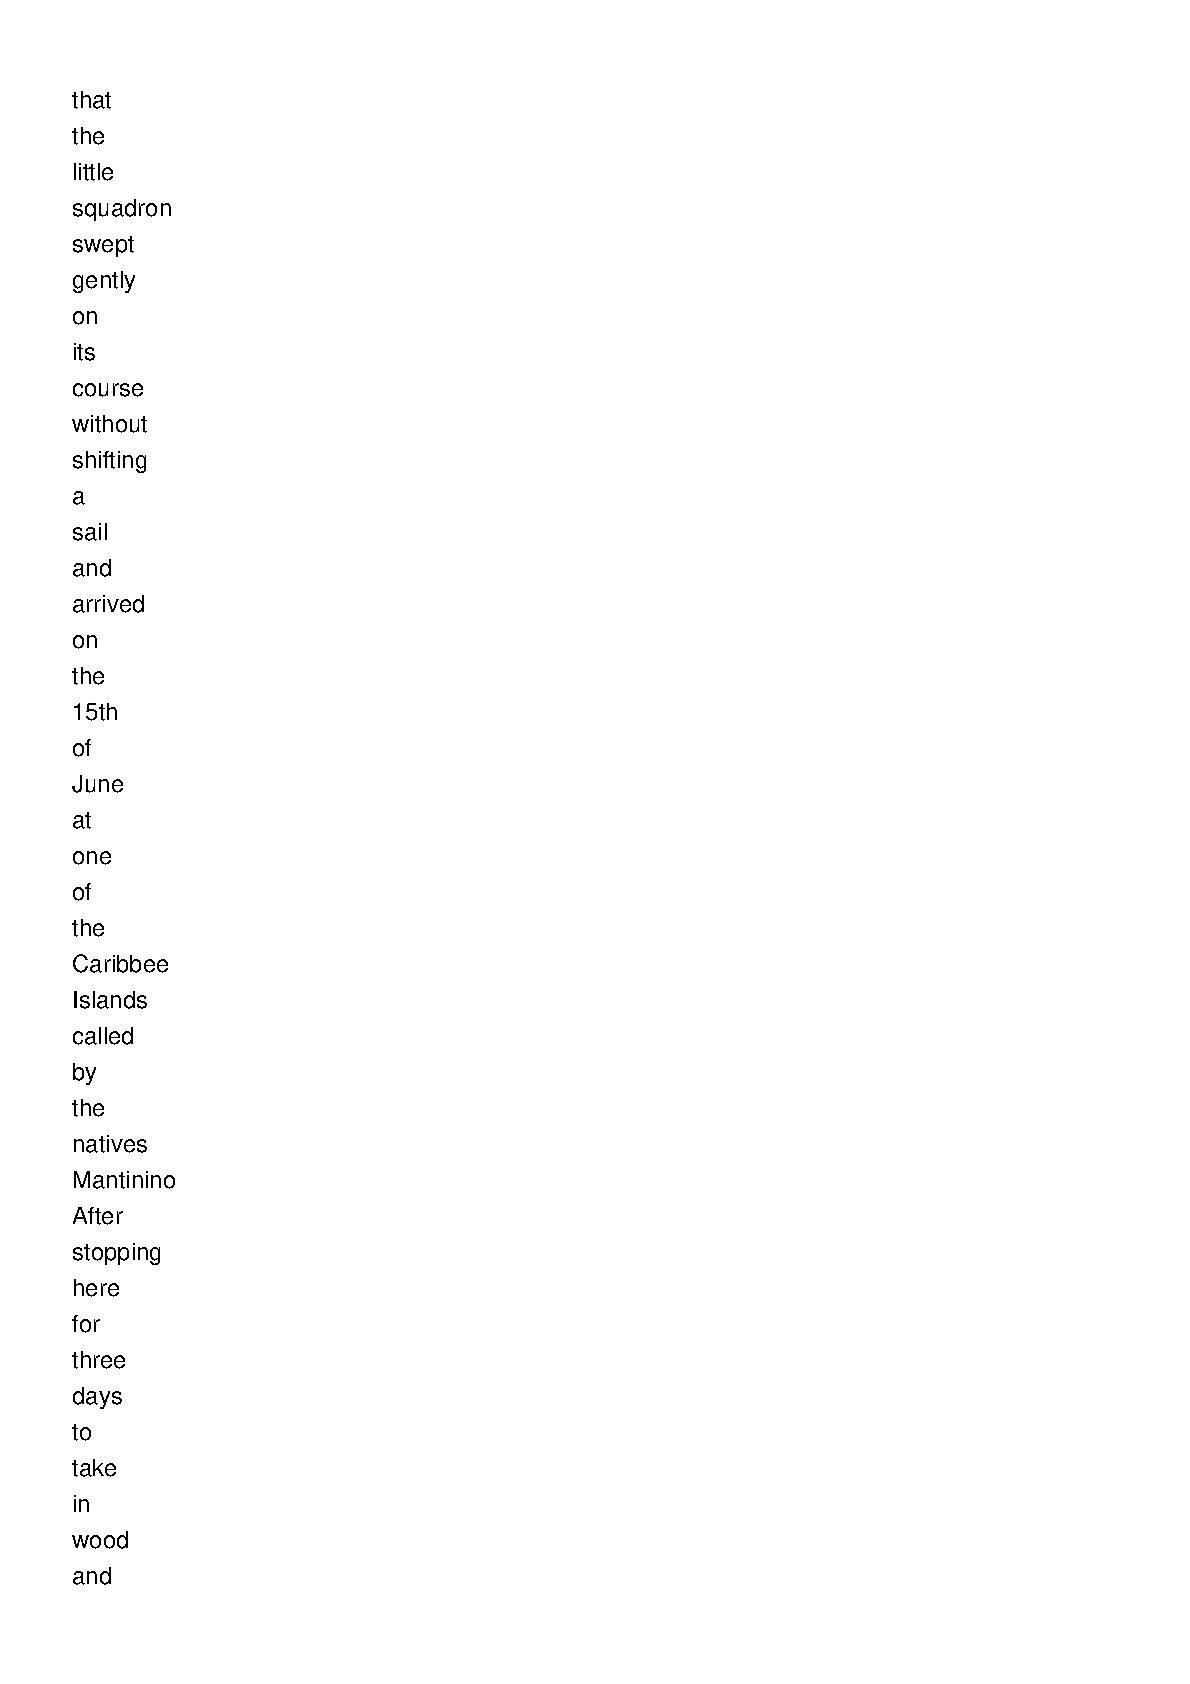 that
the
little
squadron
swept
gently
on
its
course
without
shifting
a
sail
and
arrived
on
the
15th
of
June
at
one
of
the
Caribbee
Islands
called
by
the
natives
Mantinino
After
stopping
here
for
three
days
to
take
in
wood
and